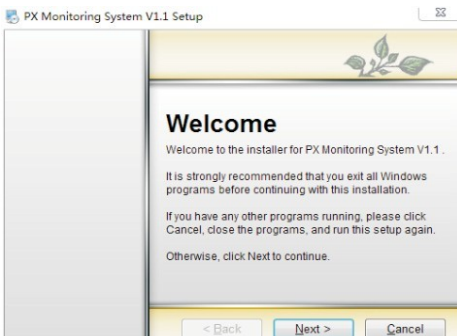 PX Monitoring System V1.1 Setup
Welcome
Welcome to the installer for PX Monitoring System V1.1 .
It is strongly recommended that you exit all Windows
programs before continuing with this installation.
If you have any other programs running, please click
Cancel, close the programs, and run this setup again.
Otherwise, click Next to continue.
< Back Next > Cancel